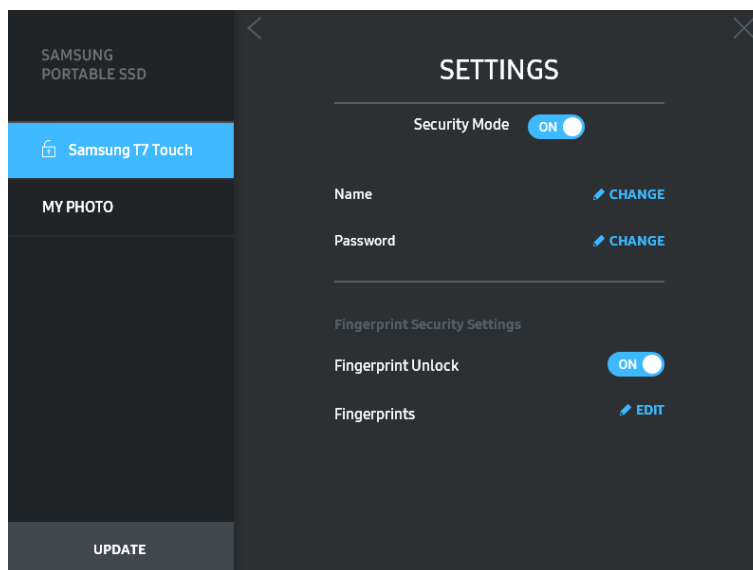 SAMSUNG
PORTABLE SSD
Samsung T7 Touch
MY PHOTO
UPDATE
SETTINGS
Security Mode ON
Name CHANGE
Password CHANGE
Fingerprint Security Settings
Fingerprint Unlock ON
Fingerprints EDIT